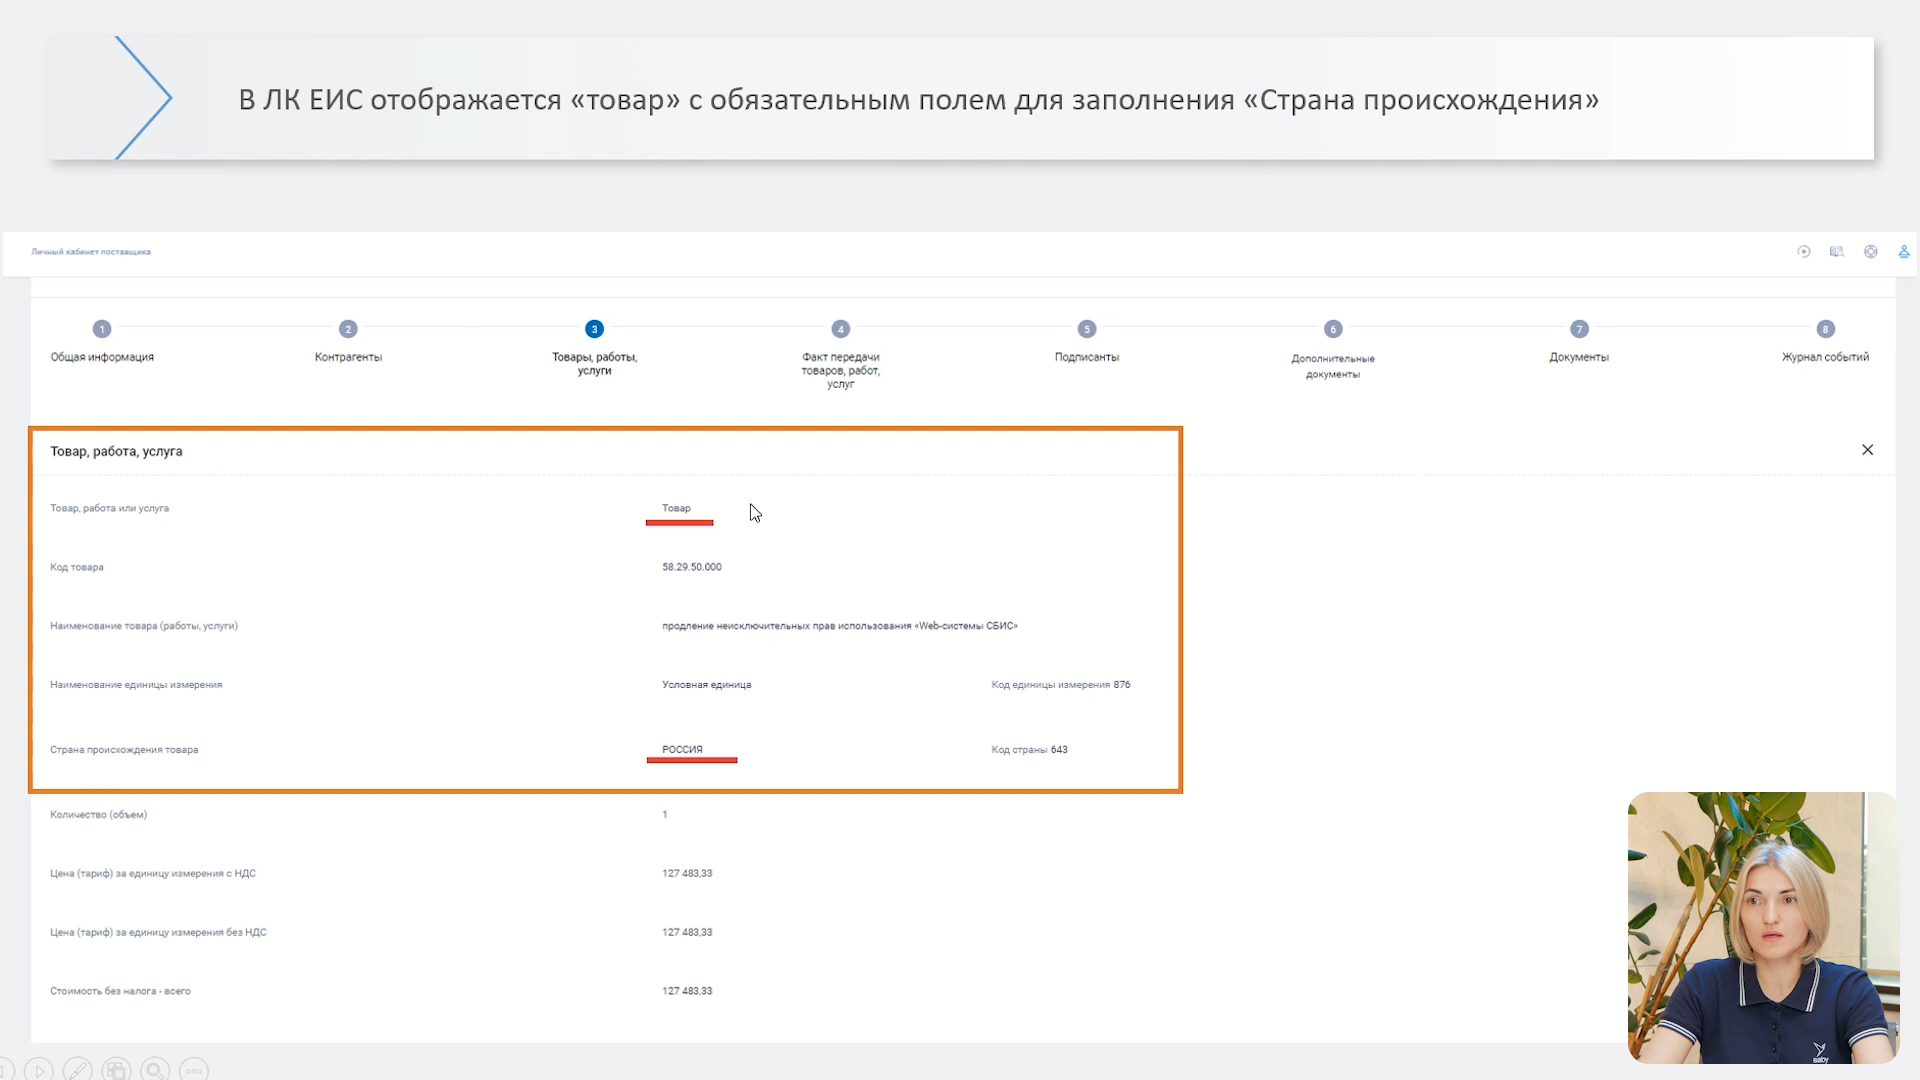 В ЛК ЕИС отображается «товар» с обязательным полем для заполнения «Страна происхождения»
Личный кабинет поставщика
1
2
3
4
5
6
7
8
Общая информация
Контрагенты
Товары, работы,
услуги
Факт передачи
товаров, работ,
услуг
Подписанты
Дополнительные
документы
Документы
Журнал событий
Товар, работа, услуга
Товар, работа или услуга
Товар
Код товара
58.29.50.000
Наименование товара (работы, услуги)
продление неисключительных прав использования «Web-системы СБИС»
Наименование единицы измерения
Условная единица
Код единицы измерения 876
Страна происхождения товара
РОССИЯ
Код страны 643
Количество (объем)
1
Цена (тариф) за единицу измерения с НДС
127 483,33
Цена (тариф) за единицу измерения без НДС
127 483,33
Стоимость без налога - всего
127 483,33
saby